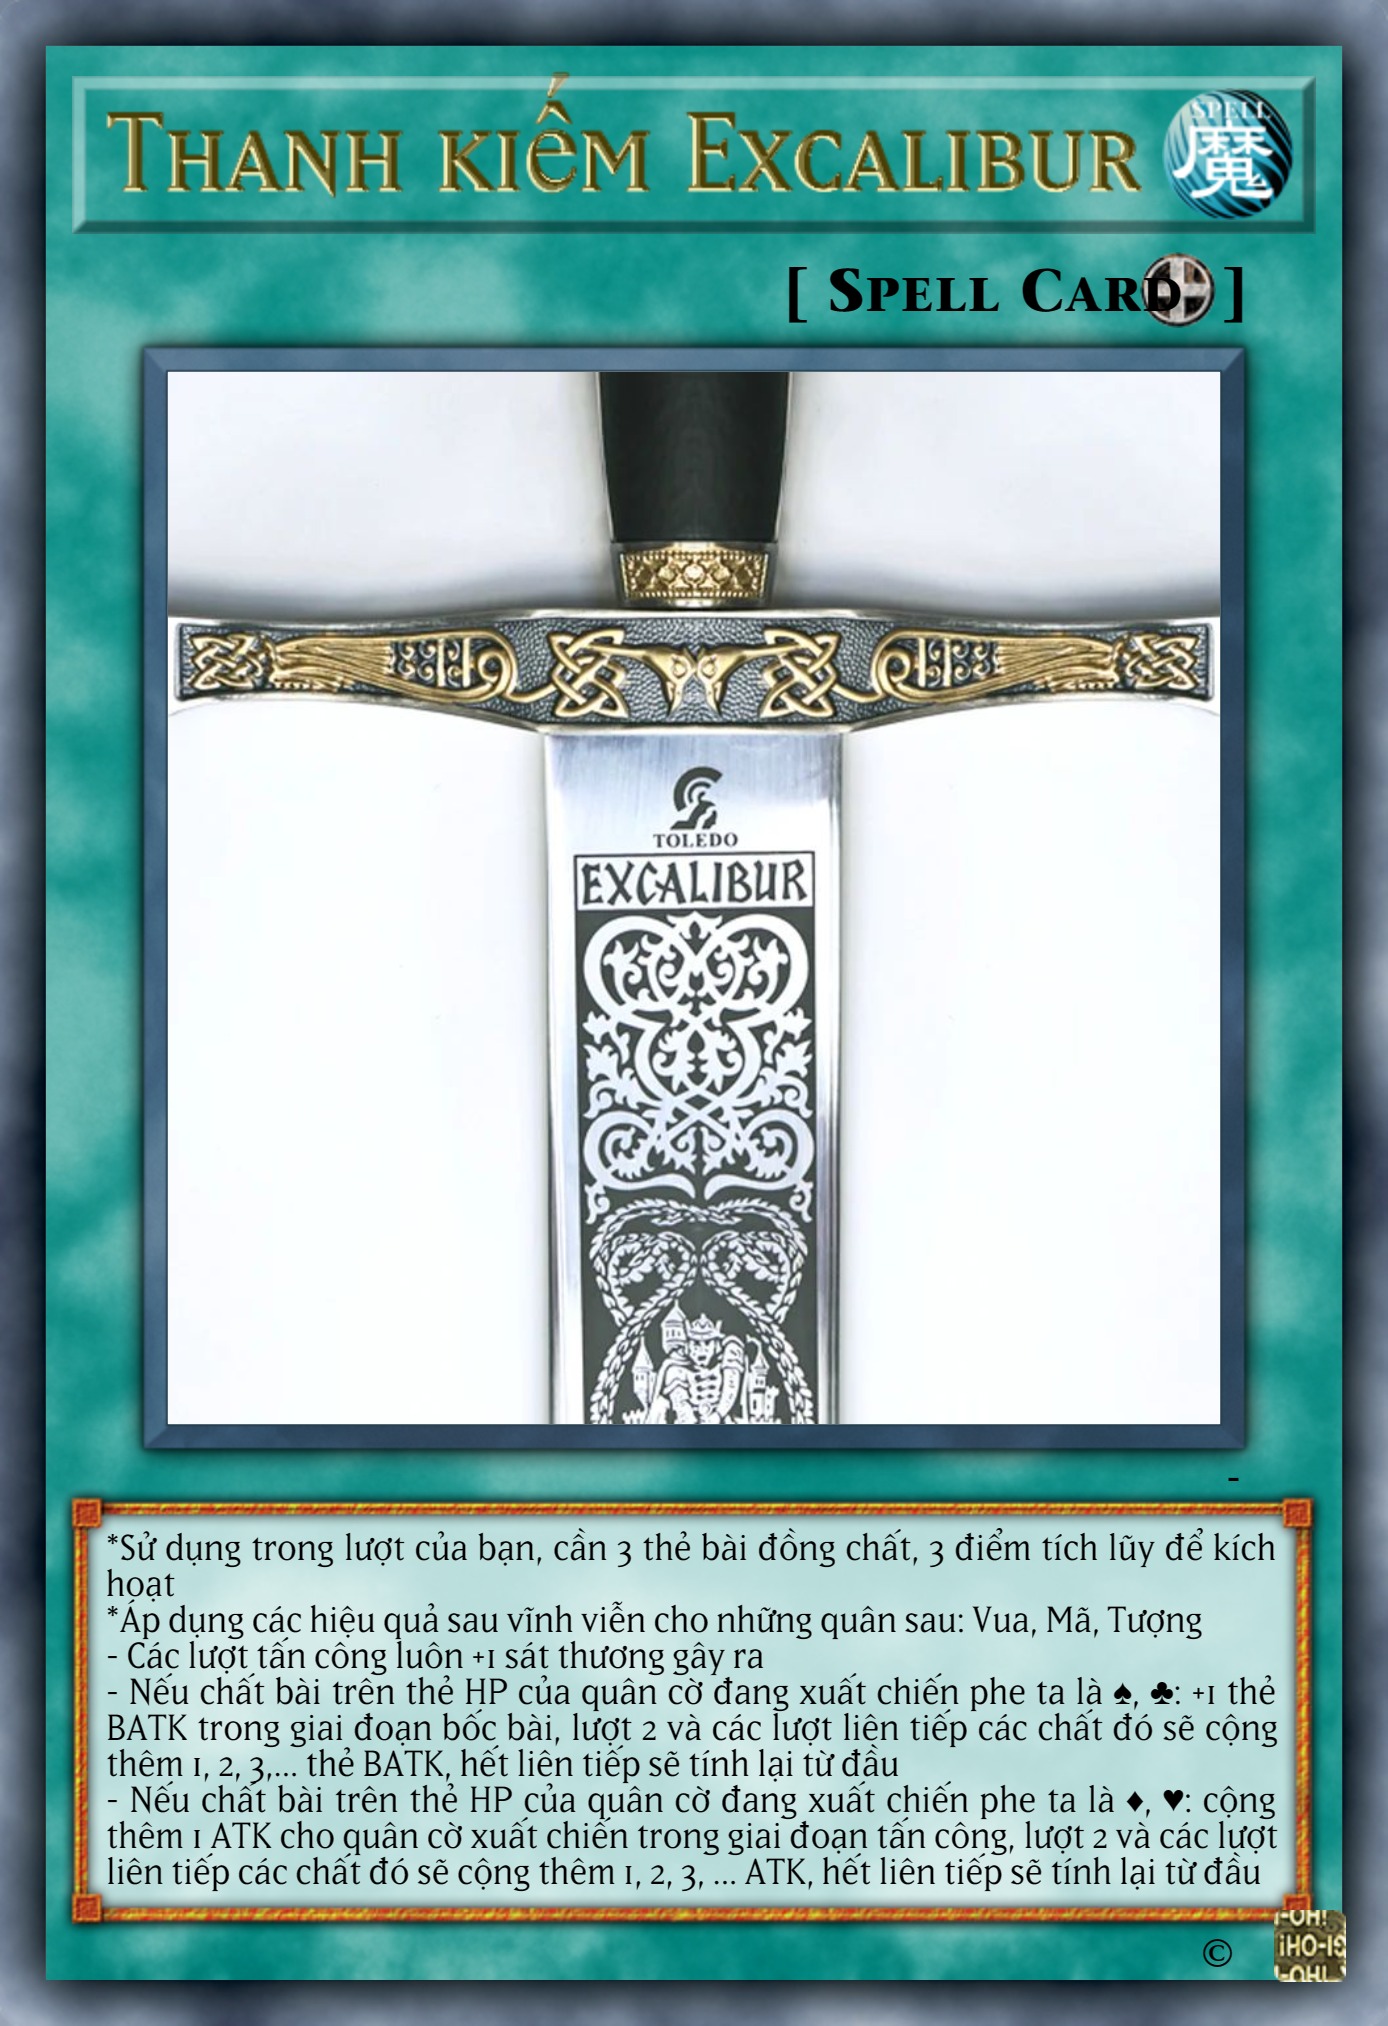 Thanh kiếm Excalibur
SPELL
魔
[ Spell Card ]
TOLEDO
EXCALIBUR
-
*Sử dụng trong lượt của bạn, cần 3 thẻ bài đồng chất, 3 điểm tích lũy để kích
hoạt
*Áp dụng các hiệu quả sau vĩnh viễn cho những quân sau: Vua, Mã, Tượng
- Các lượt tấn công luôn +1 sát thương gây ra
- Nếu chất bài trên thẻ HP của quân cờ đang xuất chiến phe ta là ♠, ♣: +1 thẻ
BATK trong giai đoạn bốc bài, lượt 2 và các lượt liên tiếp các chất đó sẽ cộng
thêm 1, 2, 3,... thẻ BATK, hết liên tiếp sẽ tính lại từ đầu
- Nếu chất bài trên thẻ HP của quân cờ đang xuất chiến phe ta là ♦, ♥: cộng
thêm 1 ATK cho quân cờ xuất chiến trong giai đoạn tấn công, lượt 2 và các lượt
liên tiếp các chất đó sẽ cộng thêm 1, 2, 3, ... ATK, hết liên tiếp sẽ tính lại từ đầu
©